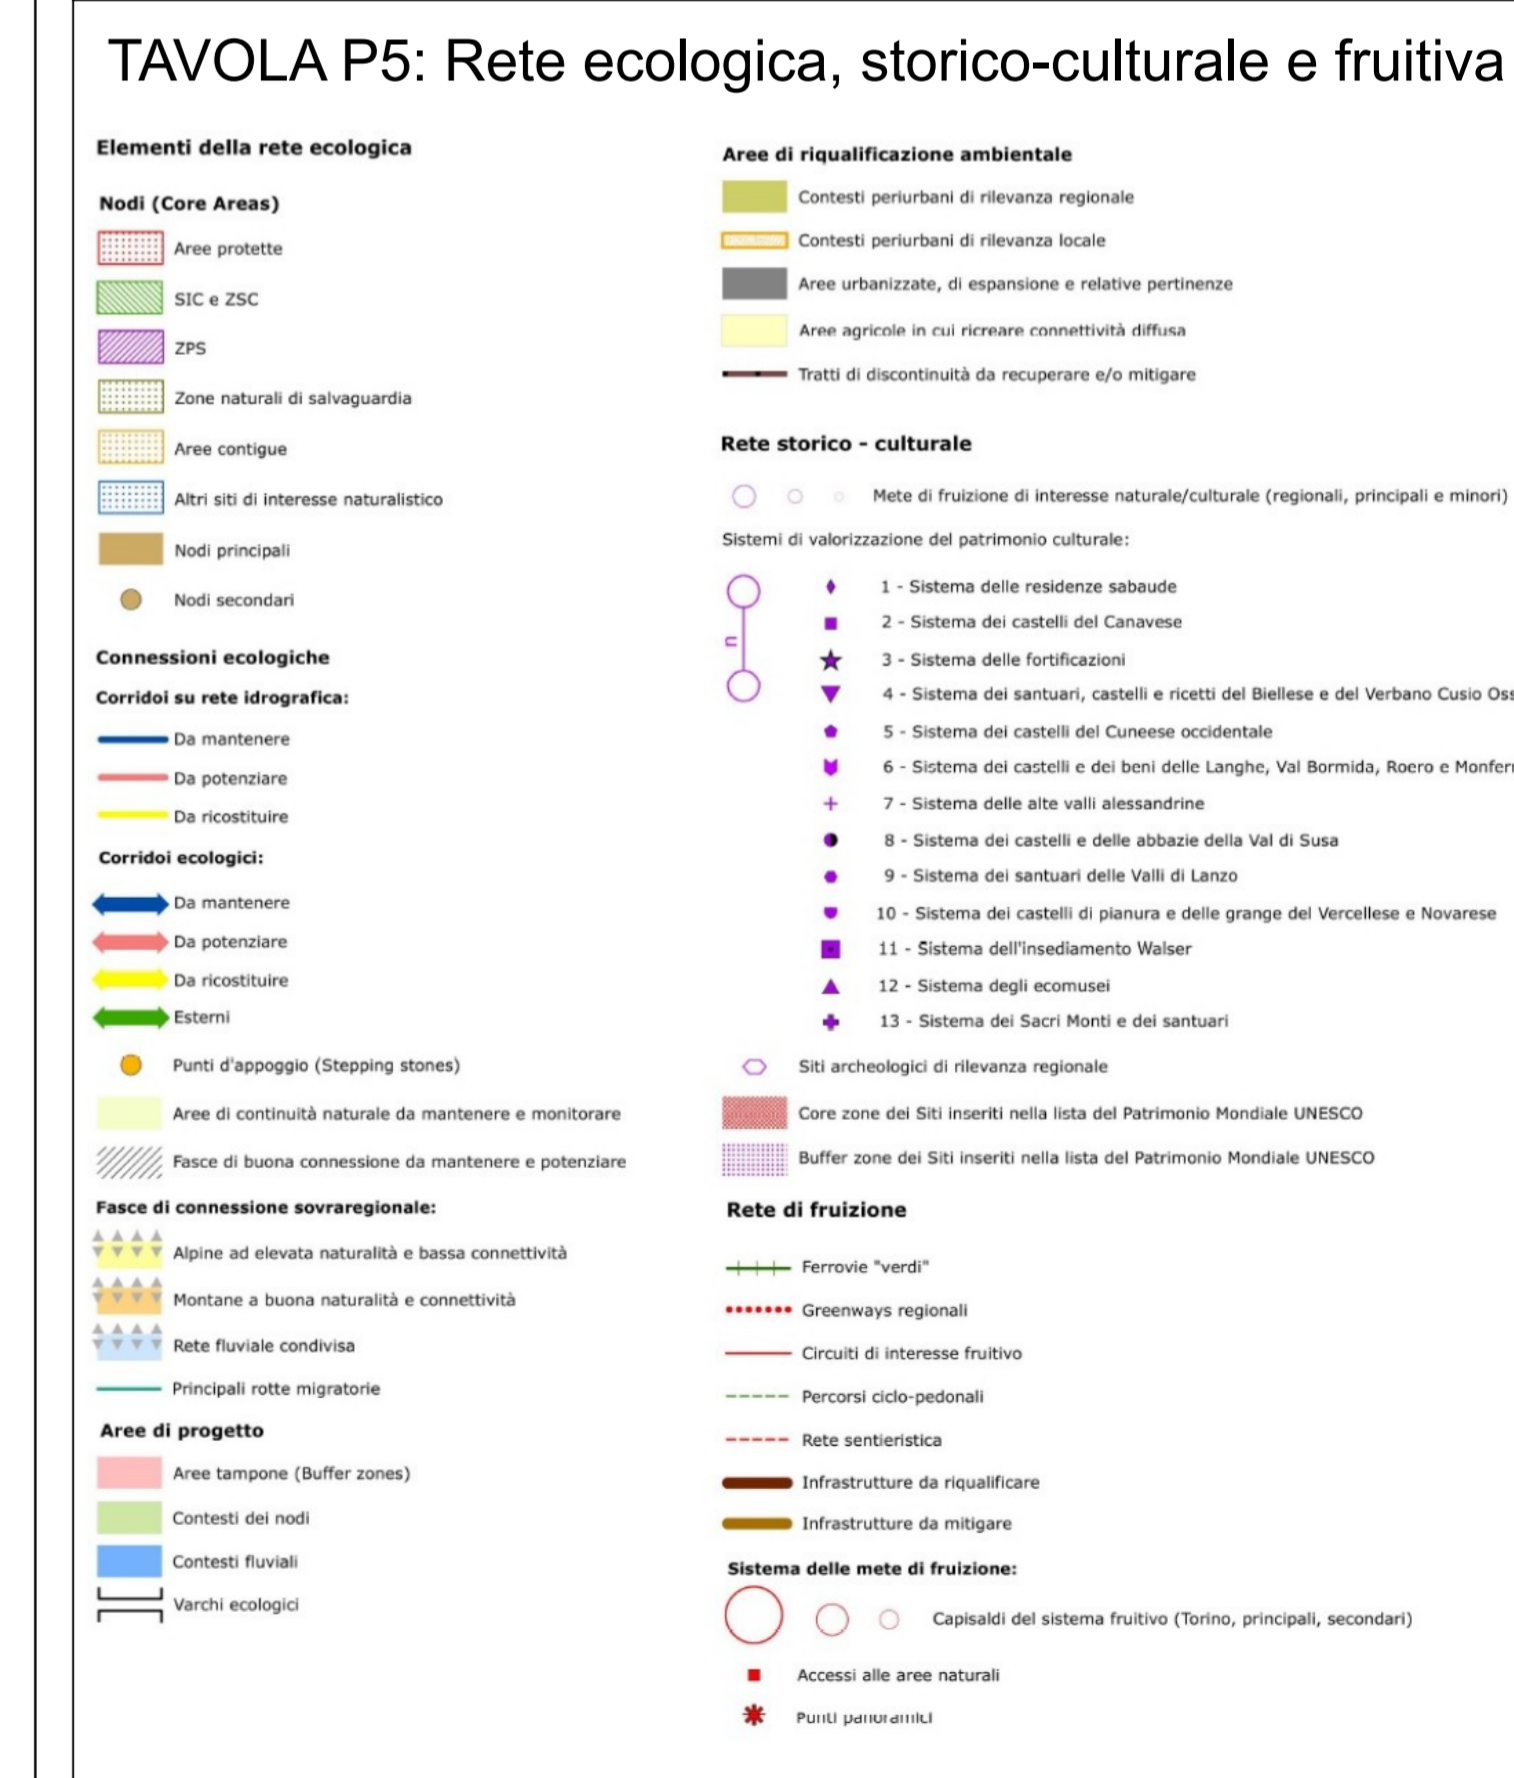 TAVOLA P5: Rete ecologica, storico-culturale e fruitiva
Elementi della rete ecologica
Nodi (Core Areas)
Aree protette
SIC e ZSC
ZPS
Zone naturali di salvaguardia
Aree contigue
Altri siti di interesse naturalistico
Nodi principali
Nodi secondari
Connessioni ecologiche
Corridoi su rete idrografica:
Da mantenere
Da potenziare
Da ricostituire
Corridoi ecologici:
Da mantenere
Da potenziare
Da ricostituire
Esterni
Punti d'appoggio (Stepping stones)
Aree di continuità naturale da mantenere e monitorare
Fasce di buona connessione da mantenere e potenziare
Fasce di connessione sovraregionale:
Alpine ad elevata naturalità e bassa connettività
Montane a buona naturalità e connettività
Rete fluviale condivisa
Principali rotte migratorie
Aree di progetto
Aree tampone (Buffer zones)
Contesti dei nodi
Contesti fluviali
Varchi ecologici
Aree di riqualificazione ambientale
Contesti periurbani di rilevanza regionale
Contesti periurbani di rilevanza locale
Aree urbanizzate, di espansione e relative pertinenze
Aree agricole in cui ricreare connettività diffusa
Tratti di discontinuità da recuperare e/o mitigare
Rete storico - culturale
Mete di fruizione di interesse naturale/culturale (regionali, principali e minori)
Sistemi di valorizzazione del patrimonio culturale:
n
1 - Sistema delle residenze sabaude
2 - Sistema dei castelli del Canavese
3 - Sistema delle fortificazioni
4 - Sistema dei santuari, castelli e ricetti del Biellese e del Verbano Cusio Oss
5 - Sistema dei castelli del Cuneese occidentale
6 - Sistema dei castelli e dei beni delle Langhe, Val Bormida, Roero e Monferr
7 - Sistema delle alte valli alessandrine
8 - Sistema dei castelli e delle abbazie della Val di Susa
9 - Sistema dei santuari delle Valli di Lanzo
10 - Sistema dei castelli di pianura e delle grange del Vercellese e Novarese
11 - Sistema dell'insediamento Walser
12 - Sistema degli ecomusei
13 - Sistema dei Sacri Monti e dei santuari
Siti archeologici di rilevanza regionale
Core zone dei Siti inseriti nella lista del Patrimonio Mondiale UNESCO
Buffer zone dei Siti inseriti nella lista del Patrimonio Mondiale UNESCO
Rete di fruizione
Ferrovie "verdi"
Greenways regionali
Circuiti di interesse fruitivo
Percorsi ciclo-pedonali
Rete sentieristica
Infrastrutture da riqualificare
Infrastrutture da mitigare
Sistema delle mete di fruizione:
Capisaldi del sistema fruitivo (Torino, principali, secondari)
Accessi alle aree naturali
Punti panoramici